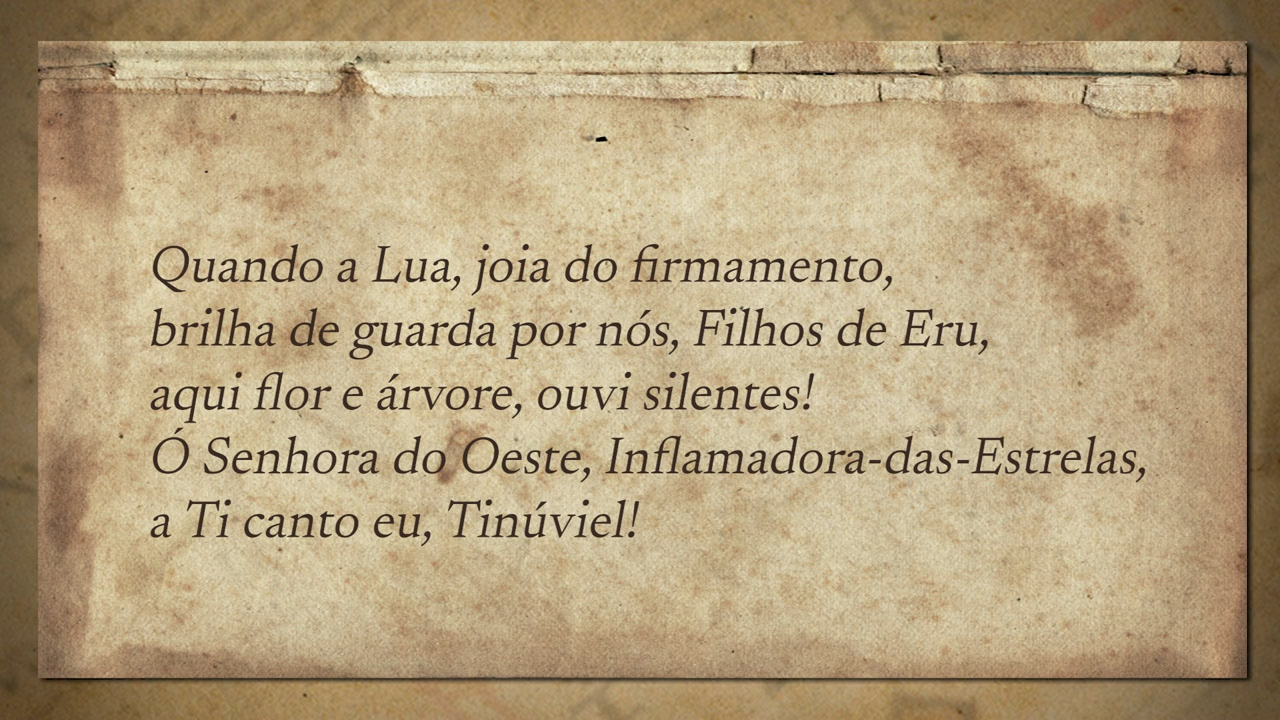 Quando a Lua, joia do firmamento,
brilha de guarda por nós, Filhos de Eru,
aqui flor e árvore, ouvi silentes!
Ó Senhora do Oeste, Inflamadora-das-Estrelas,
a Ti canto eu, Tinúviel!